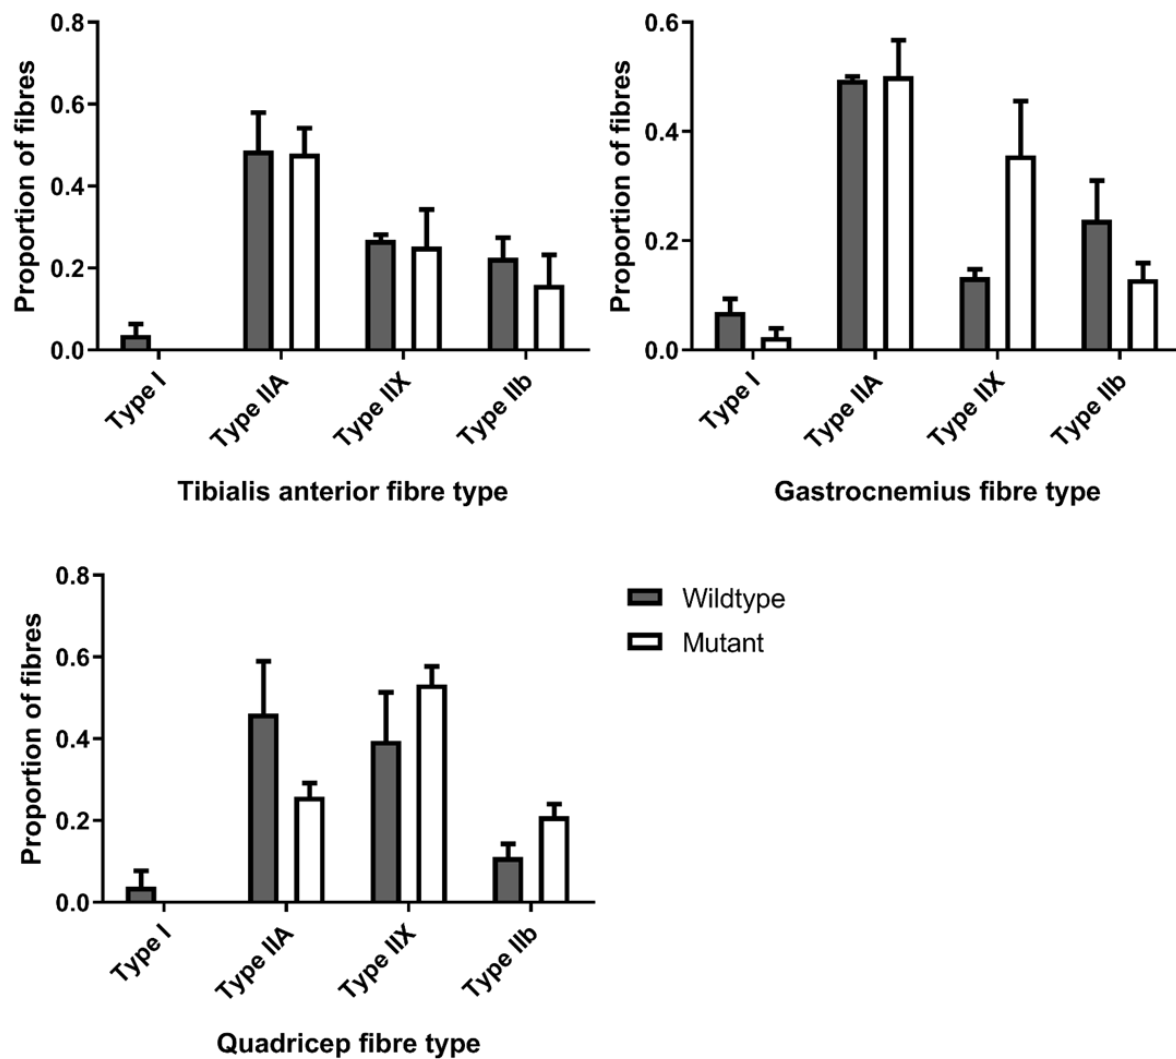 Proportion of fibres
0.8
0.6
0.4
0.2
0.0
Type I
Type IIA
Type IIX
Type IIb
Tibialis anterior fibre type
Proportion of fibres
0.6
0.4
0.2
0.0
Type I
Type IIA
Type IIX
Type IIb
Gastrocnemius fibre type
Proportion of fibres
0.8
0.6
0.4
0.2
0.0
Type I
Type IIA
Type IIX
Type IIb
Quadricep fibre type
Wildtype
Mutant